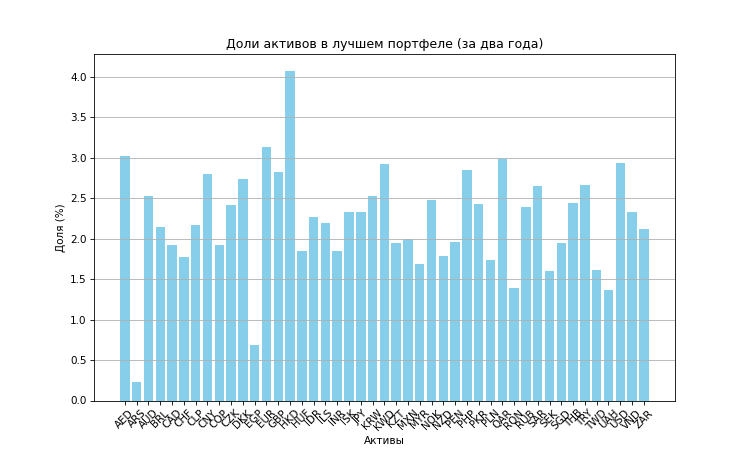 Доли активов в лучшем портфеле (за два года)
Доля (%)
4.0
3.5
3.0
2.5
2.0
1.5
1.0
0.5
0.0
AED ARS AUD BRL CAD CHF CLP CNY COP CZK DKK EGP EUR GBP HKD HUF IDR ILS INR ISK JPY KRW KWD KZT MXN MYR NOK NZD PEN PHP PKR PLN QAR RON RUB SAR SEK SGD THB TRY TWD UAH USD VND ZAR
Активы